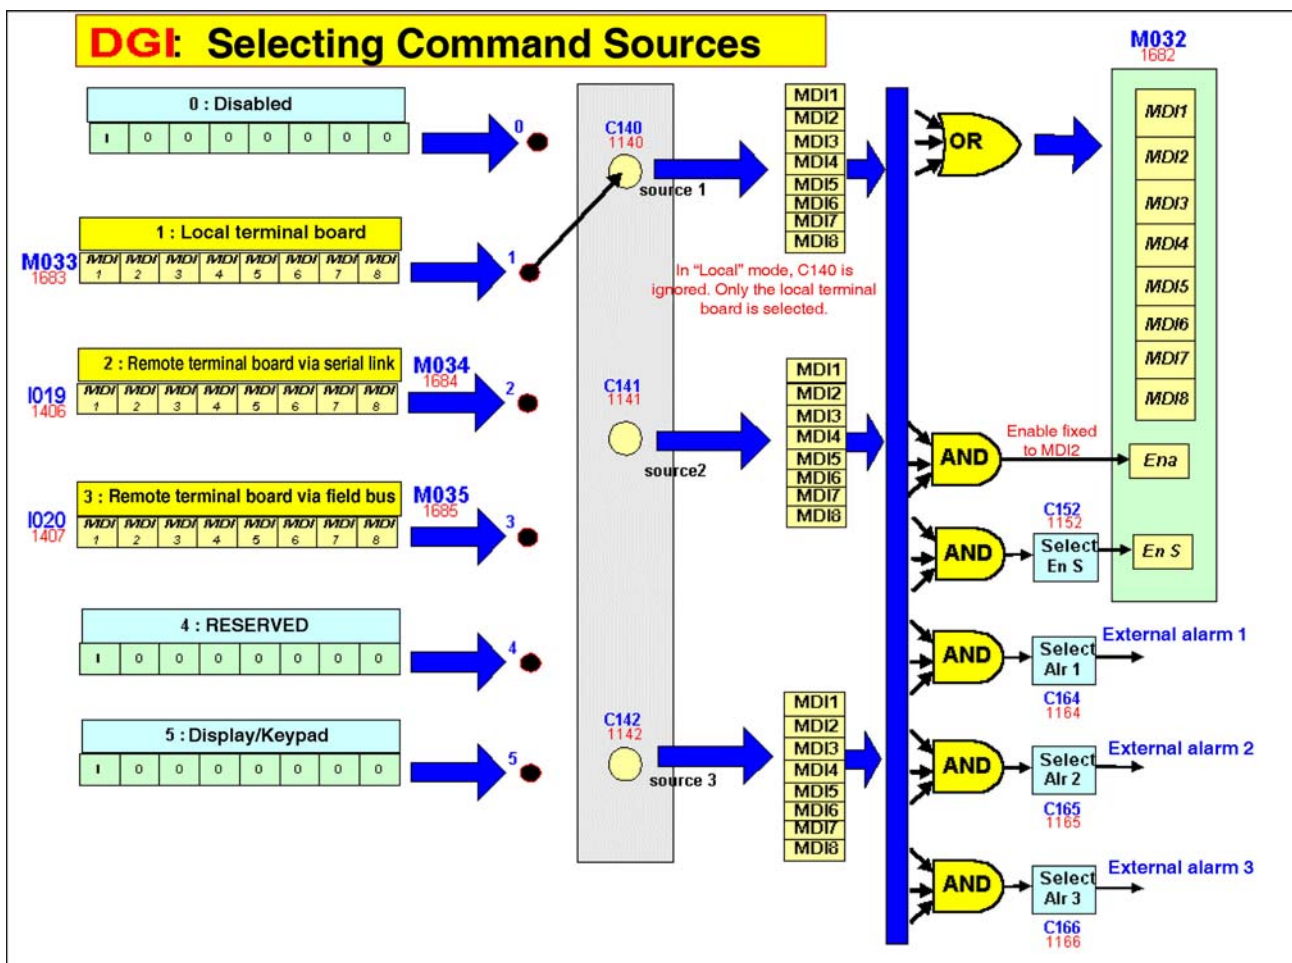 DGI: Selecting Command Sources
M032
1682
0 : Disabled
I 0 0 0 0 0 0 0
0
C140
1140
source 1
MDI1
MDI2
MDI3
MDI4
MDI5
MDI6
MDI7
MDI8
OR
MDI1
MDI2
MDI3
MDI4
MDI5
MDI6
MDI7
MDI8
1 : Local terminal board
M033
1683
MDI MDI MDI MDI MDI MDI MDI MDI
1 2 3 4 5 6 7 8
1
In “Local” mode, C140 is
ignored. Only the local terminal
board is selected.
2 : Remote terminal board via serial link
M034
1684
I019
1406
MDI MDI MDI MDI MDI MDI MDI MDI
1 2 3 4 5 6 7 8
2
C141
1141
source2
MDI1
MDI2
MDI3
MDI4
MDI5
MDI6
MDI7
MDI8
AND
Enable fixed
to MDI2
Ena
3 : Remote terminal board via field bus
M035
1685
I020
1407
MDI MDI MDI MDI MDI MDI MDI MDI
1 2 3 4 5 6 7 8
3
AND
C152
1152
Select
En S
En S
4 : RESERVED
I 0 0 0 0 0 0 0
4
AND
Select
Alr 1
C164
1164
External alarm 1
5 : Display/Keypad
I 0 0 0 0 0 0 0
5
C142
1142
source 3
MDI1
MDI2
MDI3
MDI4
MDI5
MDI6
MDI7
MDI8
AND
Select
Alr 2
C165
1165
External alarm 2
AND
Select
Alr 3
C166
1166
External alarm 3